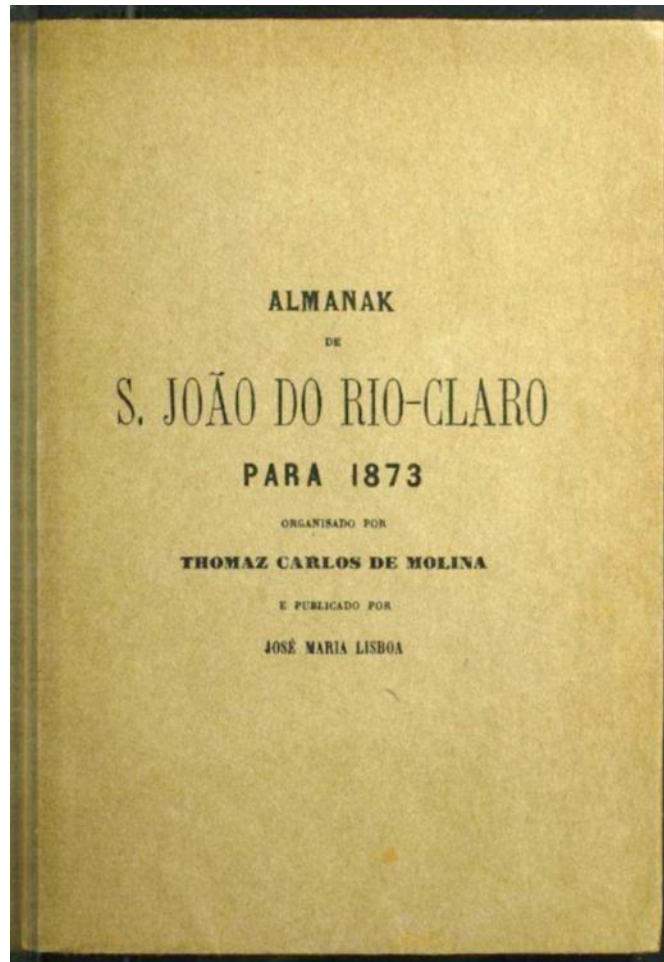 ALMANAK
DE
S. JOÃO DO RIO-CLARO
PARA 1873
ORGANISADO POR
THOMAZ CARLOS DE MOLINA
E PUBLICADO POR
JOSÉ MARIA LISBOA